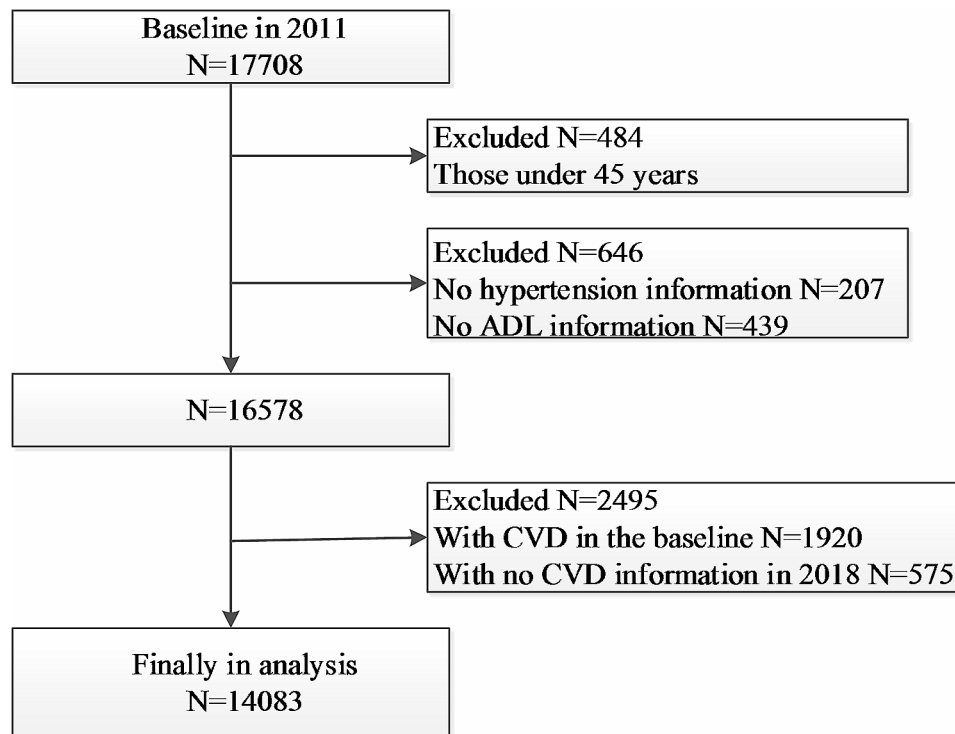 Baseline in 2011
N=17708
Excluded N=484
Those under 45 years
Excluded N=646
No hypertension information N=207
No ADL information N=439
N=16578
Excluded N=2495
With CVD in the baseline N=1920
With no CVD information in 2018 N=575
Finally in analysis
N=14083